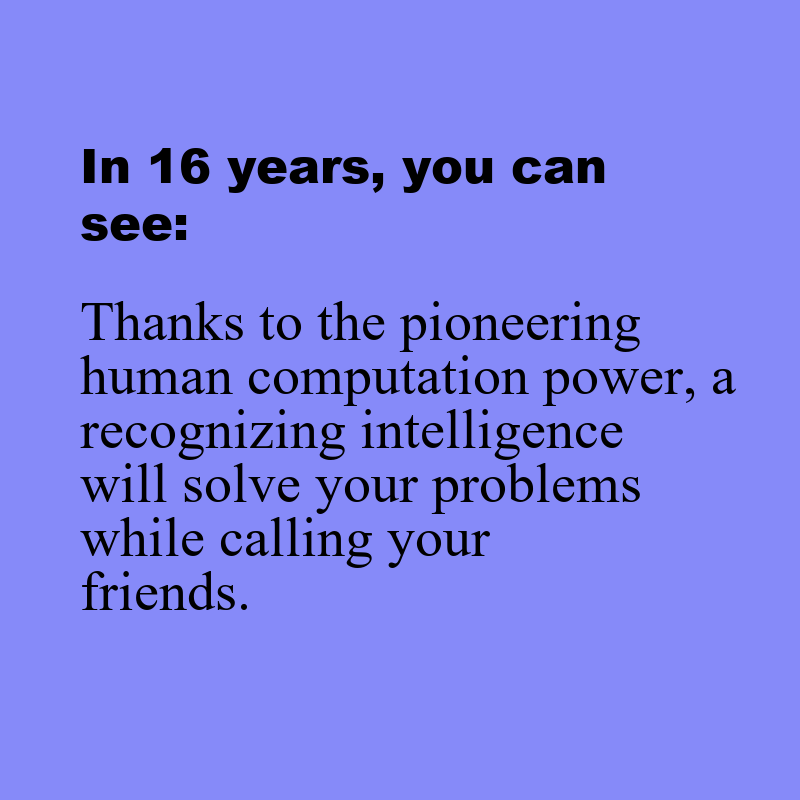 In 16 years, you can
see:
Thanks to the pioneering
human computation power, a
recognizing intelligence
will solve your problems
while calling your
friends.